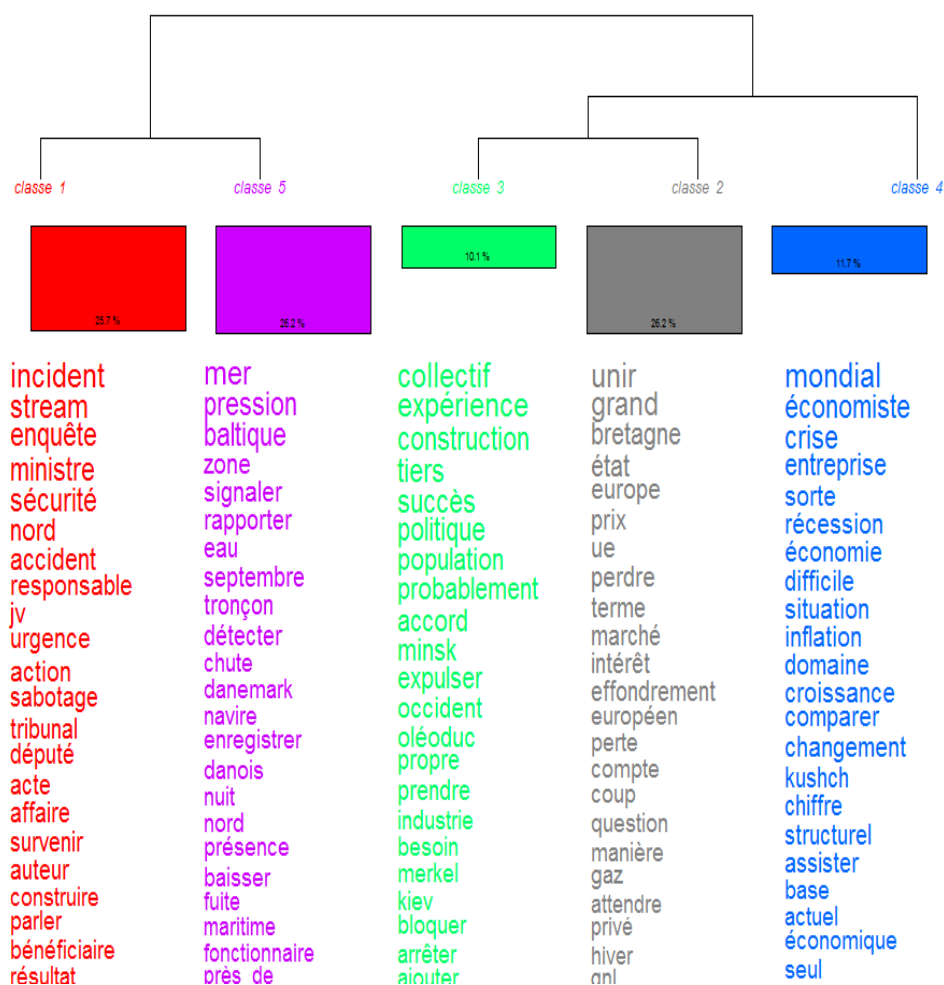 classe 1
classe 5
classe 3
classe 2
classe 4
25.7 %
26.2 %
10.1 %
26.2 %
11.7 %
incident
stream
enquête
ministre
sécurité
nord
accident
responsable
jv
urgence
action
sabotage
tribunal
député
acte
affaire
survenir
auteur
construire
parler
bénéficiaire
résultat
mer
pression
baltique
zone
signaler
rapporter
eau
septembre
tronçon
détecter
chute
danemark
navire
enregistrer
danois
nuit
nord
présence
baisser
fuite
maritime
fonctionnaire
près_de
collectif
expérience
construction
tiers
succès
politique
population
probablement
accord
minsk
expulser
occident
oléoduc
propre
prendre
industrie
besoin
merkel
kiev
bloquer
arrêter
ajouter
unir
grand
bretagne
état
europe
prix
ue
perdre
terme
marché
intérêt
effondrement
européen
perte
compte
coup
question
manière
gaz
attendre
privé
hiver
gnl
mondial
économiste
crise
entreprise
sorte
récession
économie
difficile
situation
inflation
domaine
croissance
comparer
changement
kushch
chiffre
structurel
assister
base
actuel
économique
seul